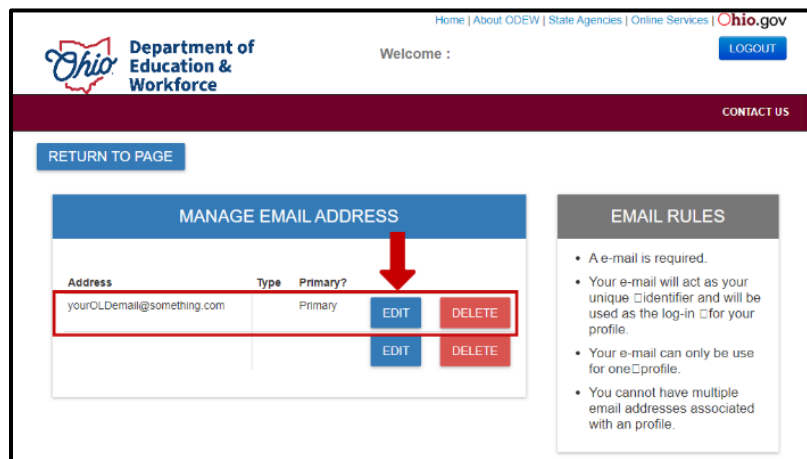 Home | About ODEW | State Agencies | Online Services | Ohio.gov
Ohio
Department of
Education &
Workforce
Welcome :
LOGOUT
CONTACT US
RETURN TO PAGE
MANAGE EMAIL ADDRESS
Address Type Primary?
yourOLDemail@something.com Primary EDIT DELETE
EDIT DELETE
EMAIL RULES
• A e-mail is required.
• Your e-mail will act as your
unique □identifier and will be
used as the log-in □for your
profile.
• Your e-mail can only be use
for one□profile.
• You cannot have multiple
email addresses associated
with an profile.